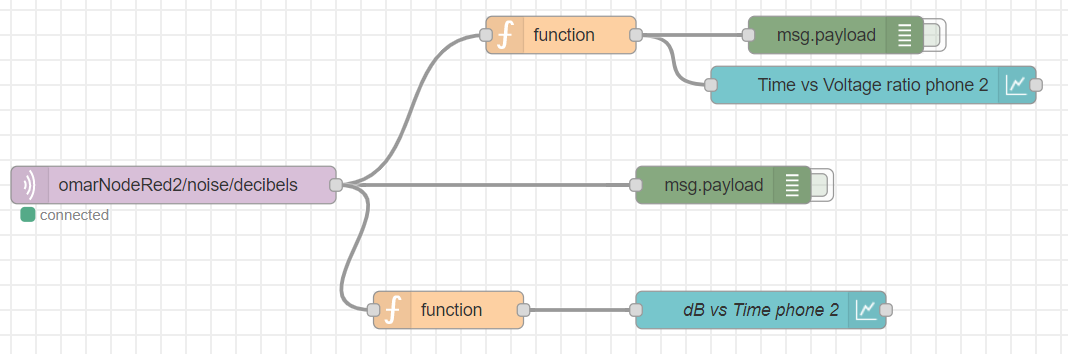 function
msg.payload
Time vs Voltage ratio phone 2
omarNodeRed2/noise/decibels
msg.payload
connected
function
dB vs Time phone 2